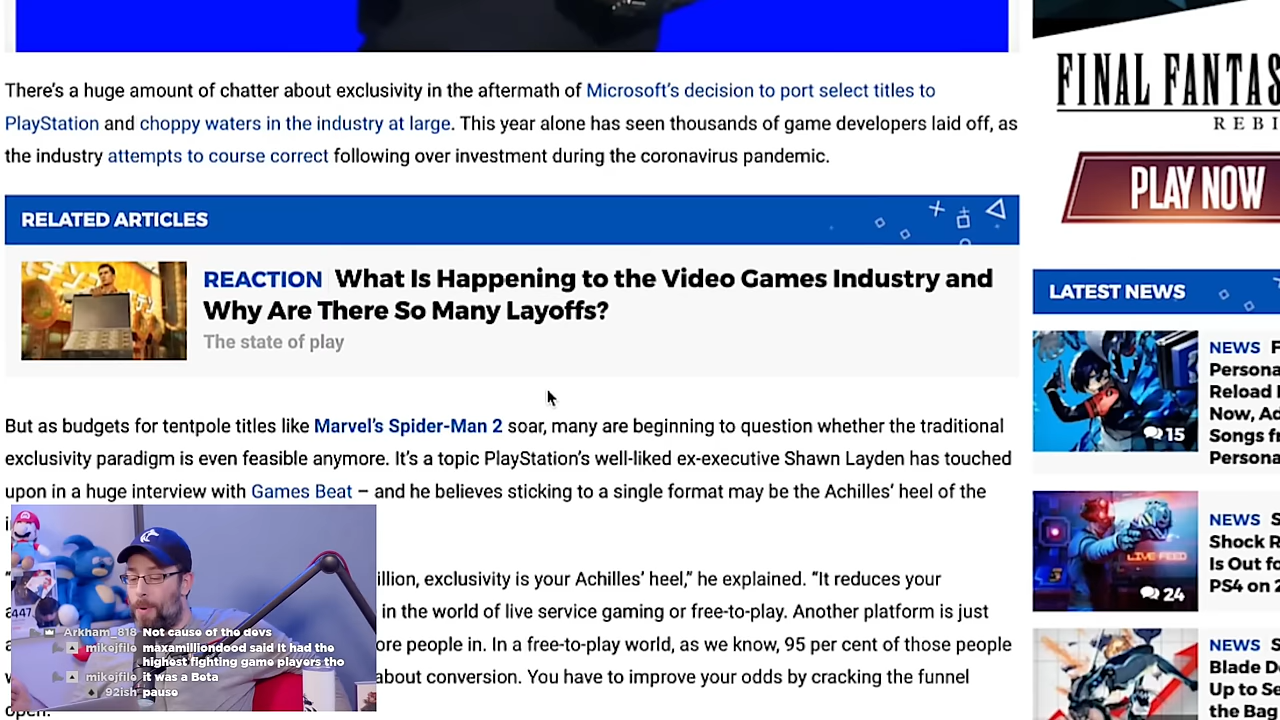 There's a huge amount of chatter about exclusivity in the aftermath of Microsoft's decision to port select titles to
PlayStation and choppy waters in the industry at large. This year alone has seen thousands of game developers laid off, as
the industry attempts to course correct following over investment during the coronavirus pandemic.
RELATED ARTICLES
REACTION What Is Happening to the Video Games Industry and
Why Are There So Many Layoffs?
The state of play
But as budgets for tentpole titles like Marvel's Spider-Man 2 soar, many are beginning to question whether the traditional
exclusivity paradigm is even feasible anymore. It's a topic PlayStation's well-liked ex-executive Shawn Layden has touched
upon in a huge interview with Games Beat – and he believes sticking to a single format may be the Achilles' heel of the
illion, exclusivity is your Achilles' heel," he explained. "It reduces your
in the world of live service gaming or free-to-play. Another platform is just
ore people in. In a free-to-play world, as we know, 95 per cent of those people
about conversion. You have to improve your odds by cracking the funnel
open.
447
Arkham_818 Not cause of the devs
mikejfile maxamilliondood said it had the
highest fighting game players tho
mikejfile it was a Beta
92ish pause
FINAL FANTAS
REBI
PLAY NOW
LATEST NEWS
NEWS F
Persona
Reload
Now, Ad
Songs fr
Persona
15
NEWS S
Shock R
Is Out fo
PS4 on 2
LIVE FEED
24
NEWS S
Blade D
Up to Se
the Bag